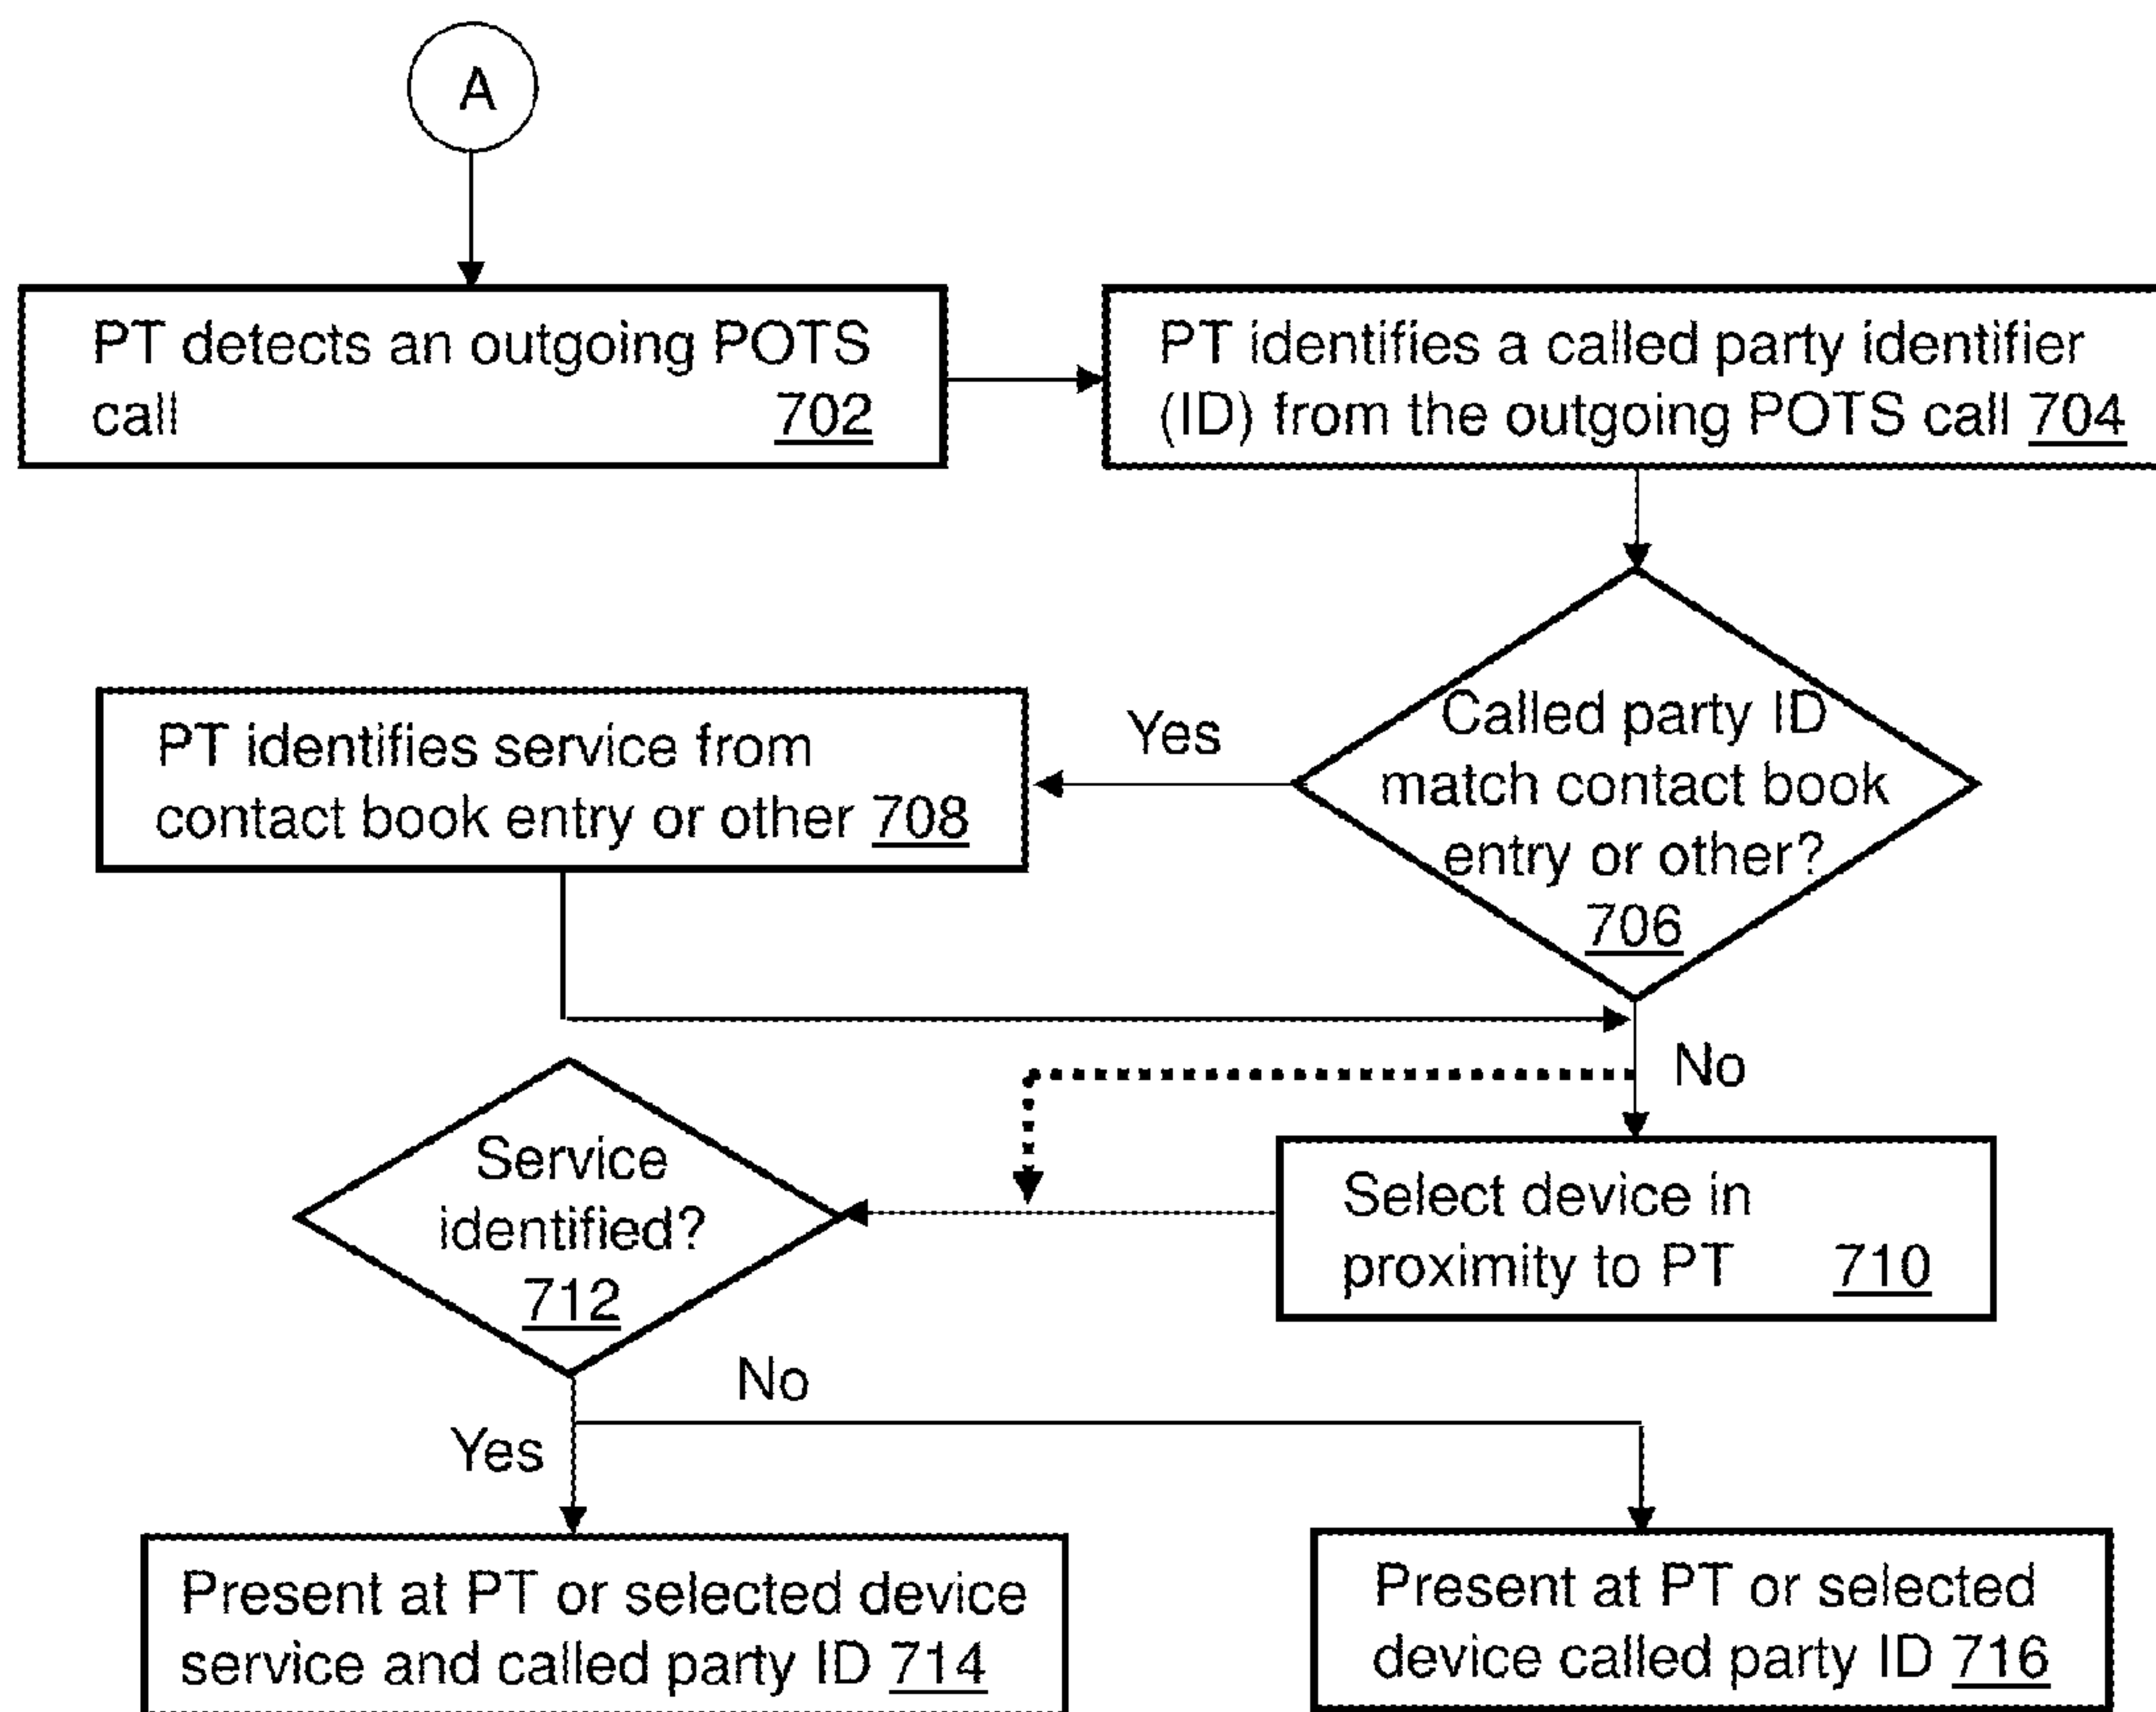 A
PT detects an outgoing POTS
call 702
PT identifies a called party identifier
(ID) from the outgoing POTS call 704
Called party ID
match contact book
entry or other?
706
Yes
PT identifies service from
contact book entry or other 708
No
Select device in
proximity to PT 710
Service
identified?
712
No
Yes
Present at PT or selected device
service and called party ID 714
Present at PT or selected
device called party ID 716